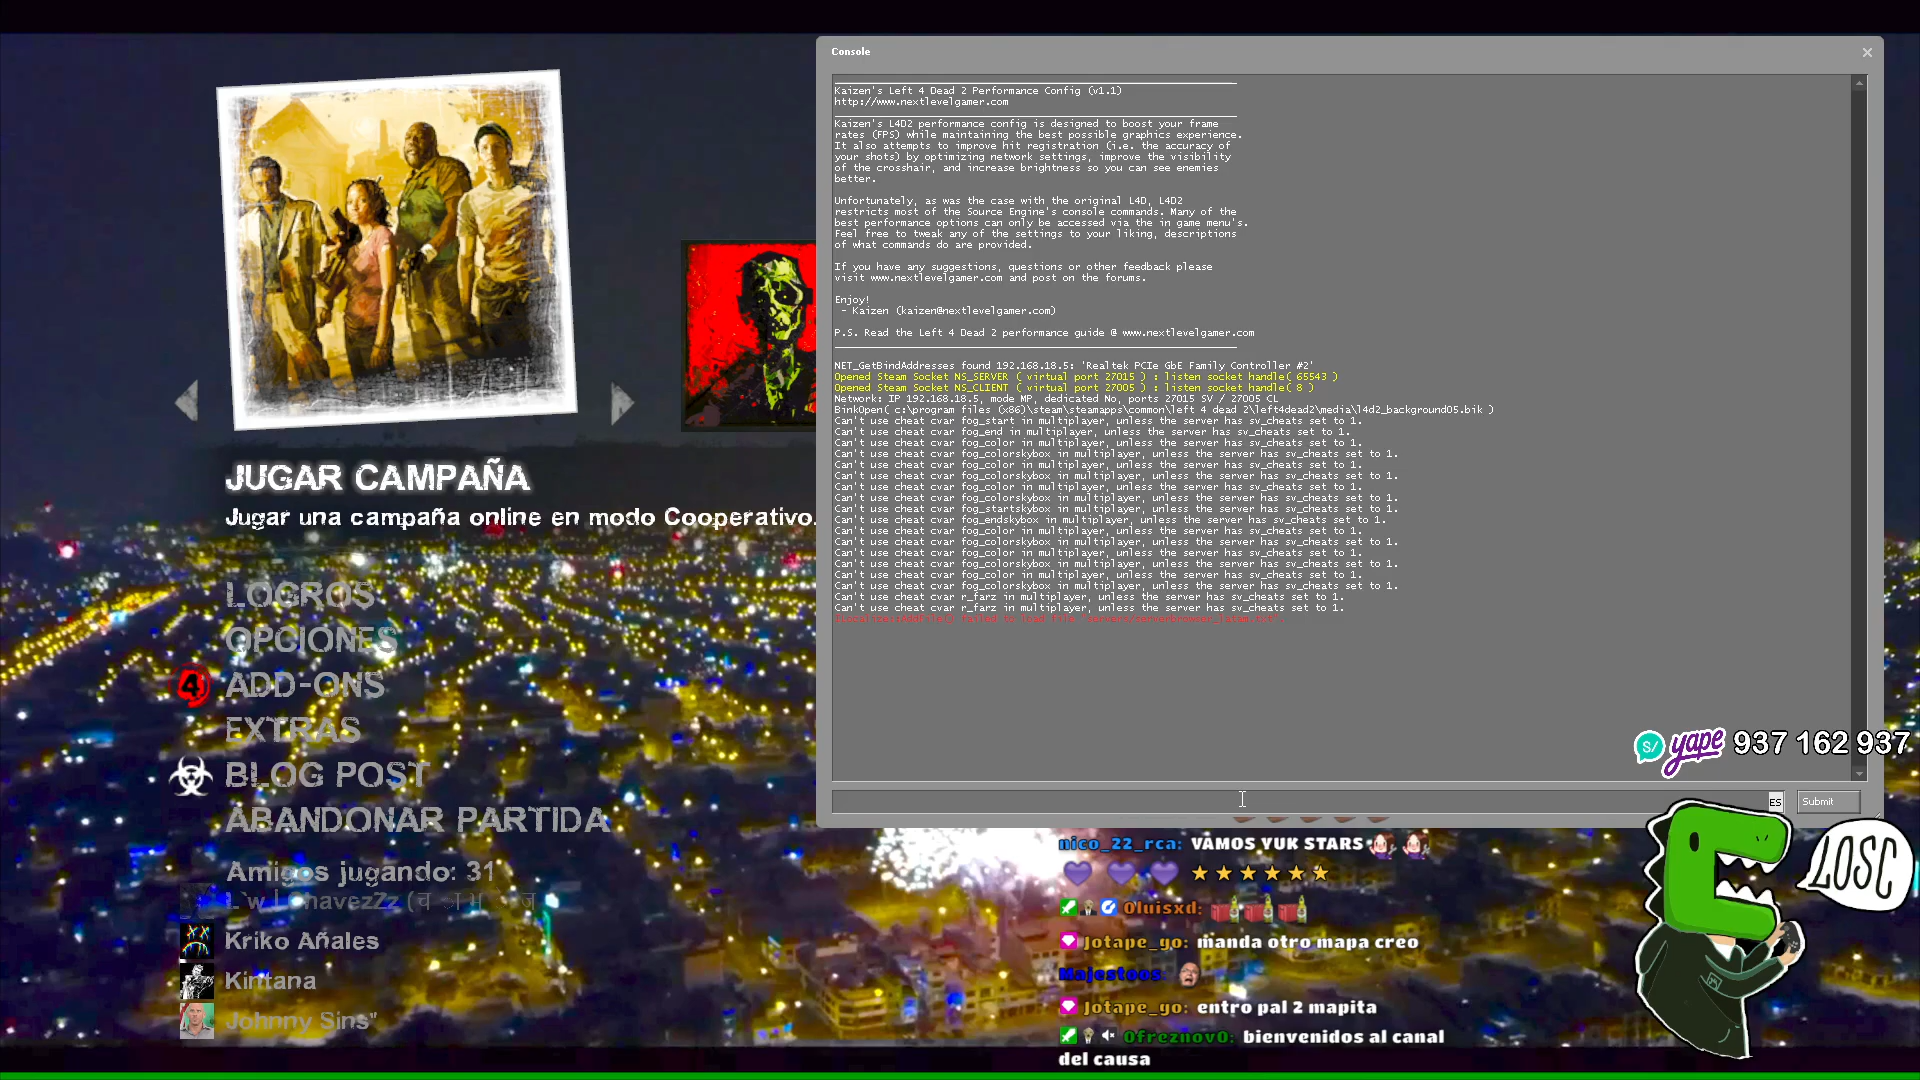 Console
Kaizen's Left 4 Dead 2 Performance Config (v1.1)
http://www.nextlevelgamer.com
Kaizen's L4D2 performance config is designed to boost your frame
rates (FPS) while maintaining the best possible graphics experience.
It also attempts to improve hit registration (i.e. the accuracy of
your shots) by optimizing network settings, improve the visibility
of the crosshair, and increase brightness so you can see enemies
better.
Unfortunately, as was the case with the original L4D, L4D2
restricts most of the Source Engine's console commands. Many of the
best performance options can only be accessed via the in game menu's.
Feel free to tweak any of the settings to your liking, descriptions
of what commands do are provided.
If you have any suggestions, questions or other feedback please
visit www.nextlevelgamer.com and post on the forums.
Enjoy!
- Kaizen (kaizen@nextlevelgamer.com)
P.S. Read the Left 4 Dead 2 performance guide @ www.nextlevelgamer.com
NET_GetBindAddresses found 192.168.18.5: 'Realtek PCIe GbE Family Controller #2'
Opened Steam Socket NS_SERVER ( virtual port 27015 ) : listen socket handle( 65543 )
Opened Steam Socket NS_CLIENT ( virtual port 27005 ) : listen socket handle( 8 )
Network: IP 192.168.18.5, mode MP, dedicated No, ports 27015 SV / 27005 CL
BinkOpen( c:\program files (x86)\steam\steamapps\common\left 4 dead 2\left4dead2\media\l4d2_background05.bik )
Can't use cheat cvar fog_start in multiplayer, unless the server has sv_cheats set to 1.
Can't use cheat cvar fog_end in multiplayer, unless the server has sv_cheats set to 1.
Can't use cheat cvar fog_color in multiplayer, unless the server has sv_cheats set to 1.
Can't use cheat cvar fog_colorskybox in multiplayer, unless the server has sv_cheats set to 1.
Can't use cheat cvar fog_color in multiplayer, unless the server has sv_cheats set to 1.
Can't use cheat cvar fog_colorskybox in multiplayer, unless the server has sv_cheats set to 1.
Can't use cheat cvar fog_color in multiplayer, unless the server has sv_cheats set to 1.
Can't use cheat cvar fog_colorskybox in multiplayer, unless the server has sv_cheats set to 1.
Can't use cheat cvar fog_startskybox in multiplayer, unless the server has sv_cheats set to 1.
Can't use cheat cvar fog_endskybox in multiplayer, unless the server has sv_cheats set to 1.
Can't use cheat cvar fog_color in multiplayer, unless the server has sv_cheats set to 1.
Can't use cheat cvar fog_colorskybox in multiplayer, unless the server has sv_cheats set to 1.
Can't use cheat cvar fog_color in multiplayer, unless the server has sv_cheats set to 1.
Can't use cheat cvar fog_colorskybox in multiplayer, unless the server has sv_cheats set to 1.
Can't use cheat cvar fog_color in multiplayer, unless the server has sv_cheats set to 1.
Can't use cheat cvar fog_colorskybox in multiplayer, unless the server has sv_cheats set to 1.
Can't use cheat cvar r_farz in multiplayer, unless the server has sv_cheats set to 1.
Can't use cheat cvar r_farz in multiplayer, unless the server has sv_cheats set to 1.
ILocalize::AddFile() failed to load file "servers/serverbrowser_latam.txt".
ES
Submit
JUGAR CAMPAÑA
Jugar una campaña online en modo Cooperativo.
LOGROS
OPCIONES
4
ADD-ONS
EXTRAS
BLOG POST
ABANDONAR PARTIDA
Amigos jugando: 31
ChavezZz
Kriko Añales
Kintana
Johnny Sins"
S/ yape 937 162 937
LOSC
nico_22_rca: VAMOS YUK STARS
0luisxd:
Jotape_go: manda otro mapa creo
Majestoos:
Jotape_go: entro pal 2 mapita
0freznov0: bienvenidos al canal
del causa